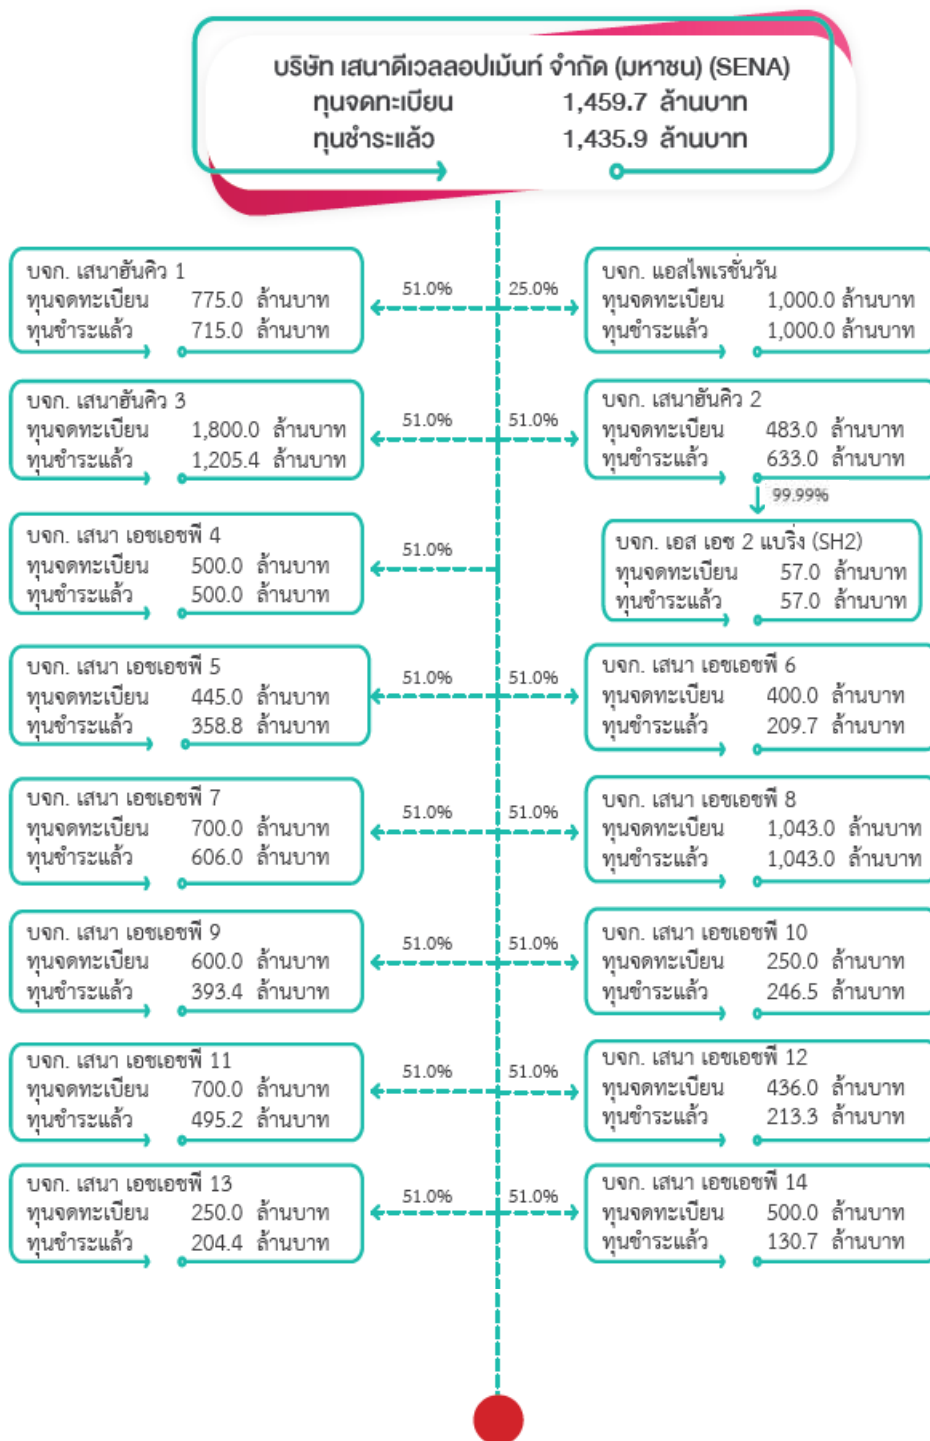 บริษัท เสนาดีเวลลอปเม้นท์ จำกัด (มหาชน) (SENA)
ทุนจดทะเบียน 1,459.7 ล้านบาท
ทุนชำระแล้ว 1,435.9 ล้านบาท
บจก. เสนาฮันคิว 1
ทุนจดทะเบียน 775.0 ล้านบาท
ทุนชำระแล้ว 715.0 ล้านบาท
51.0%
25.0%
บจก. แอสไพเรชั่นวัน
ทุนจดทะเบียน 1,000.0 ล้านบาท
ทุนชำระแล้ว 1,000.0 ล้านบาท
บจก. เสนาฮันคิว 3
ทุนจดทะเบียน 1,800.0 ล้านบาท
ทุนชำระแล้ว 1,205.4 ล้านบาท
51.0%
51.0%
บจก. เสนาฮันคิว 2
ทุนจดทะเบียน 483.0 ล้านบาท
ทุนชำระแล้ว 633.0 ล้านบาท
99.99%
บจก. เสนา เอชเอชพี 4
ทุนจดทะเบียน 500.0 ล้านบาท
ทุนชำระแล้ว 500.0 ล้านบาท
51.0%
บจก. เอส เอช 2 แบริ่ง (SH2)
ทุนจดทะเบียน 57.0 ล้านบาท
ทุนชำระแล้ว 57.0 ล้านบาท
บจก. เสนา เอชเอชพี 5
ทุนจดทะเบียน 445.0 ล้านบาท
ทุนชำระแล้ว 358.8 ล้านบาท
51.0%
51.0%
บจก. เสนา เอชเอชพี 6
ทุนจดทะเบียน 400.0 ล้านบาท
ทุนชำระแล้ว 209.7 ล้านบาท
บจก. เสนา เอชเอชพี 7
ทุนจดทะเบียน 700.0 ล้านบาท
ทุนชำระแล้ว 606.0 ล้านบาท
51.0%
51.0%
บจก. เสนา เอชเอชพี 8
ทุนจดทะเบียน 1,043.0 ล้านบาท
ทุนชำระแล้ว 1,043.0 ล้านบาท
บจก. เสนา เอชเอชพี 9
ทุนจดทะเบียน 600.0 ล้านบาท
ทุนชำระแล้ว 393.4 ล้านบาท
51.0%
51.0%
บจก. เสนา เอชเอชพี 10
ทุนจดทะเบียน 250.0 ล้านบาท
ทุนชำระแล้ว 246.5 ล้านบาท
บจก. เสนา เอชเอชพี 11
ทุนจดทะเบียน 700.0 ล้านบาท
ทุนชำระแล้ว 495.2 ล้านบาท
51.0%
51.0%
บจก. เสนา เอชเอชพี 12
ทุนจดทะเบียน 436.0 ล้านบาท
ทุนชำระแล้ว 213.3 ล้านบาท
บจก. เสนา เอชเอชพี 13
ทุนจดทะเบียน 250.0 ล้านบาท
ทุนชำระแล้ว 204.4 ล้านบาท
51.0%
51.0%
บจก. เสนา เอชเอชพี 14
ทุนจดทะเบียน 500.0 ล้านบาท
ทุนชำระแล้ว 130.7 ล้านบาท